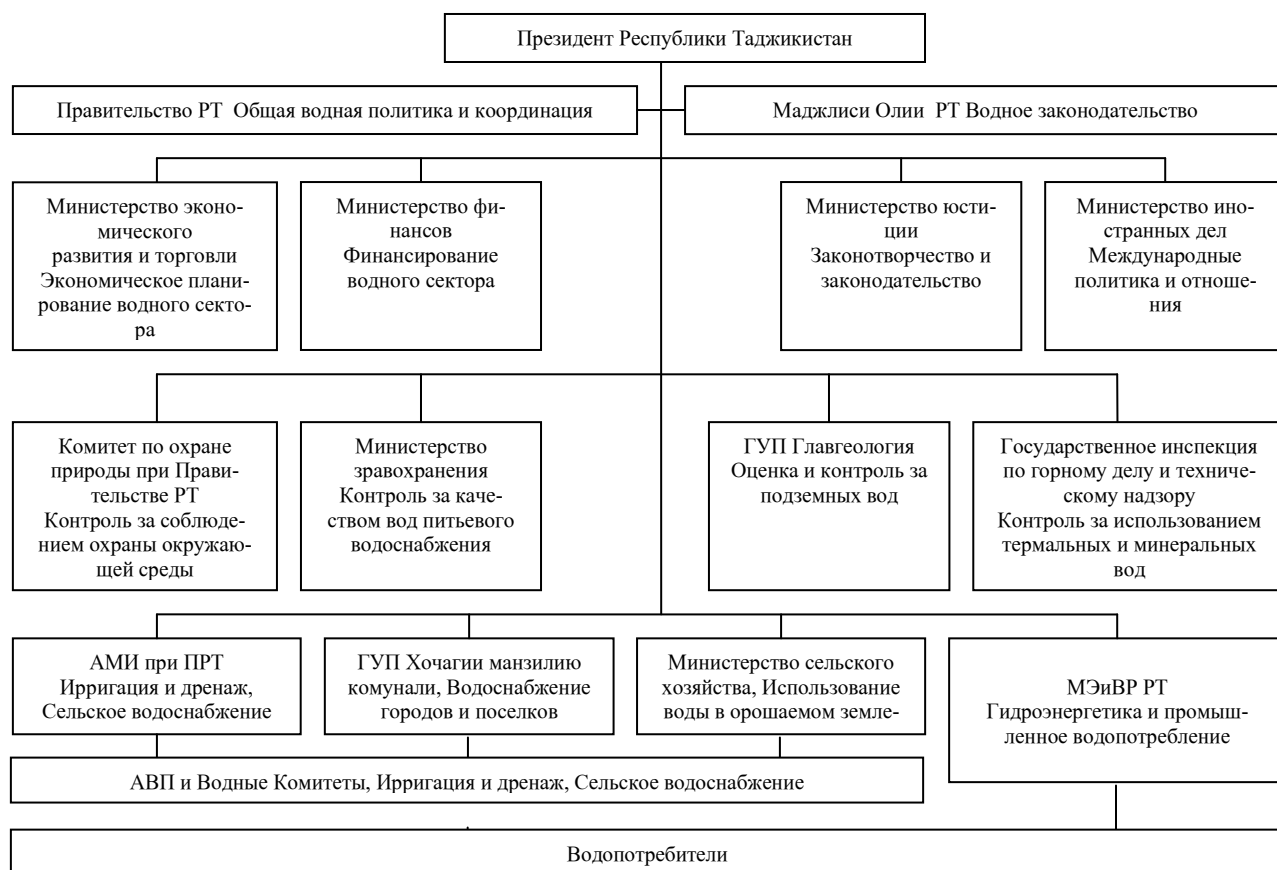 Президент Республики Таджикистан
Правительство РТ  Общая водная политика и координация
Маджлиси Олии  РТ Водное законодательство
Министерство эконо-
мического
развития и торговли
Экономическое плани-
рование водного секто-
ра
Министерство фи-
нансов
Финансирование
водного сектора
Министерство юсти-
ции
Законотворчество и
законодательство
Министерство ино-
странных дел
Международные
политика и отноше-
ния
Комитет по охране
природы при Прави-
тельстве РТ
Контроль за соблюде-
нием охраны окружаю-
щей среды
Министерство
зравохранения
Контроль за каче-
ством вод питьевого
водоснабжения
ГУП Главгеология
Оценка и контроль за
подземных вод
Государственное инспекция
по горному делу и техниче-
скому надзору
Контроль за использованием
термальных и минеральных
вод
АМИ при ПРТ
Ирригация и дренаж,
Сельское водоснабжение
ГУП Хочагии манзилию
комунали, Водоснабжение
городов и поселков
Министерство сельского
хозяйства, Использование
воды в орошаемом земле-
МЭиВР РТ
Гидроэнергетика и промыш-
ленное водопотребление
АВП и Водные Комитеты, Ирригация и дренаж, Сельское водоснабжение
Водопотребители